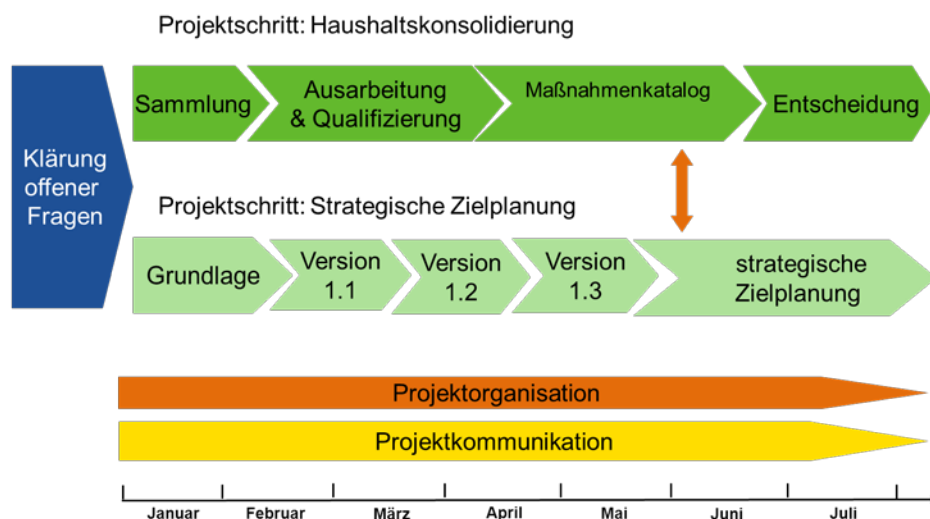 Projektschritt: Haushaltskonsolidierung
Klärung
offener
Fragen
Sammlung
Ausarbeitung
& Qualifizierung
Maßnahmenkatalog
Entscheidung
Projektschritt: Strategische Zielplanung
Grundlage
Version
1.1
Version
1.2
Version
1.3
strategische
Zielplanung
Projektorganisation
Projektkommunikation
Januar Februar März April Mai Juni Juli